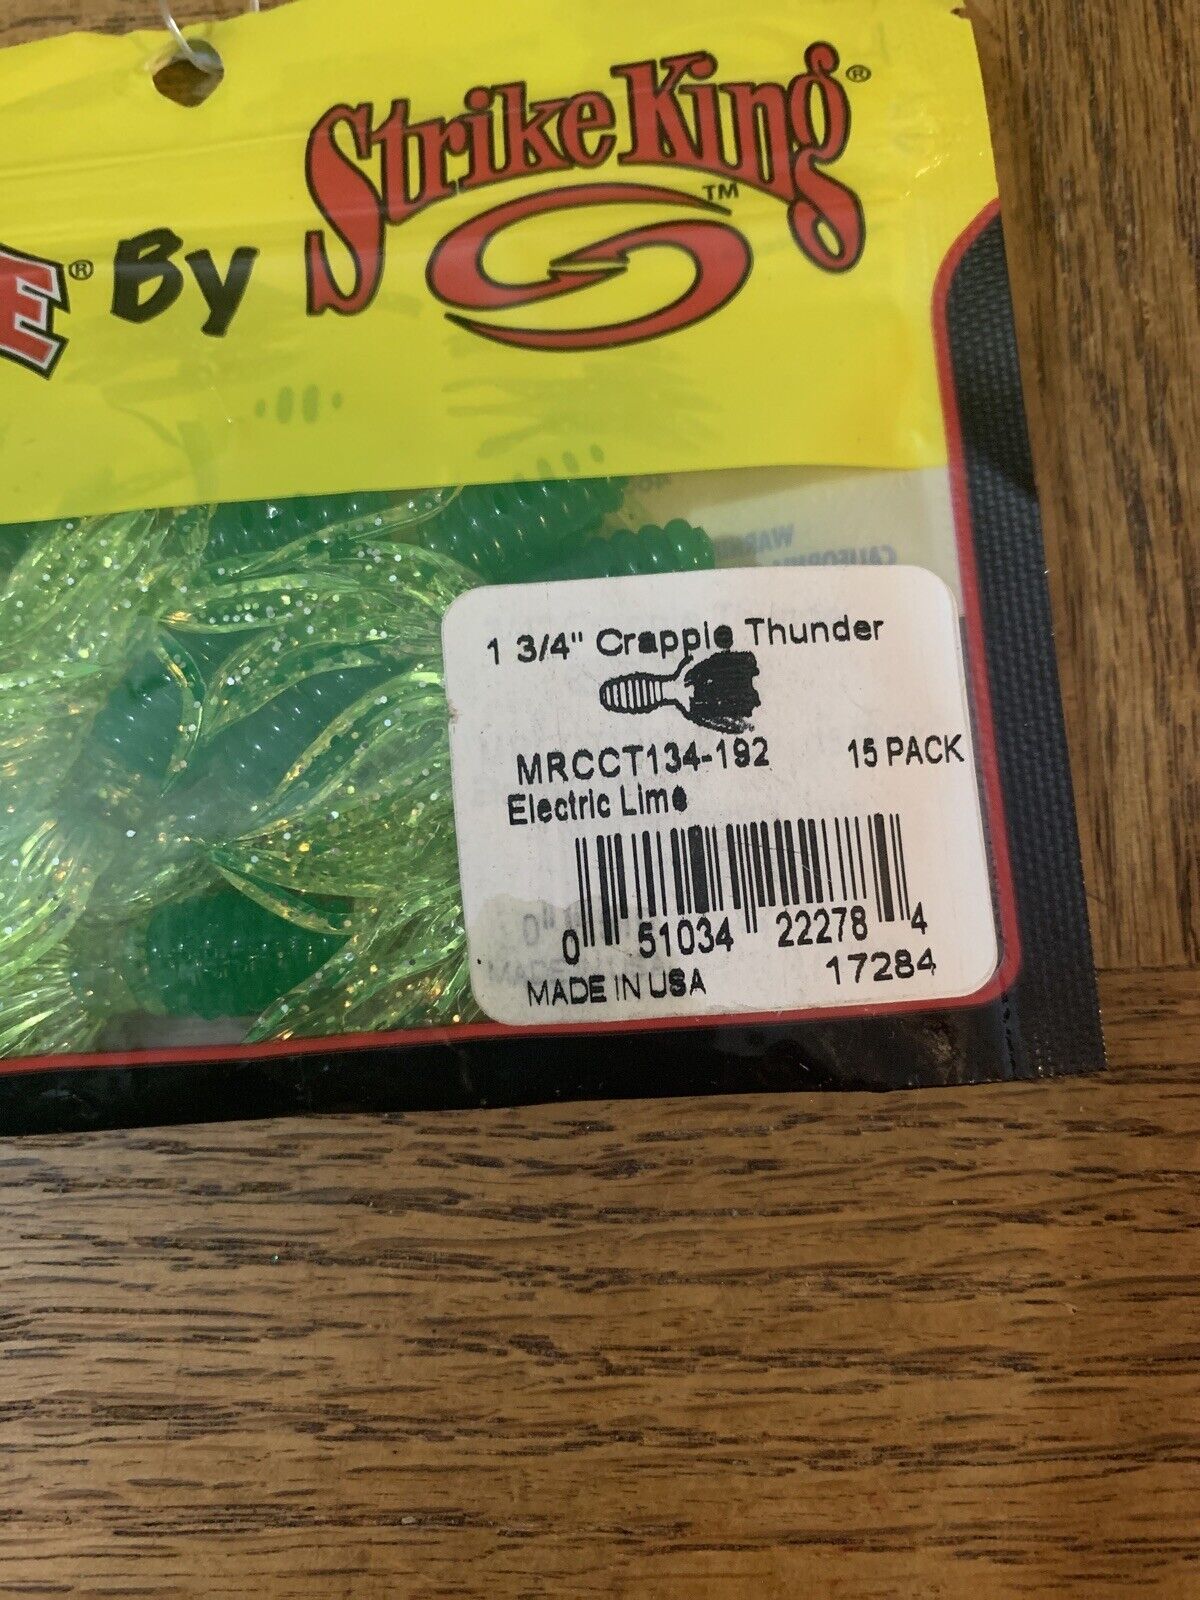 Strike King®
™
E® By
1 3/4" Crappie Thunder
MRCCT134-192 15 PACK
Electric Lime
0 51034 22278 4
MADE IN USA 17284